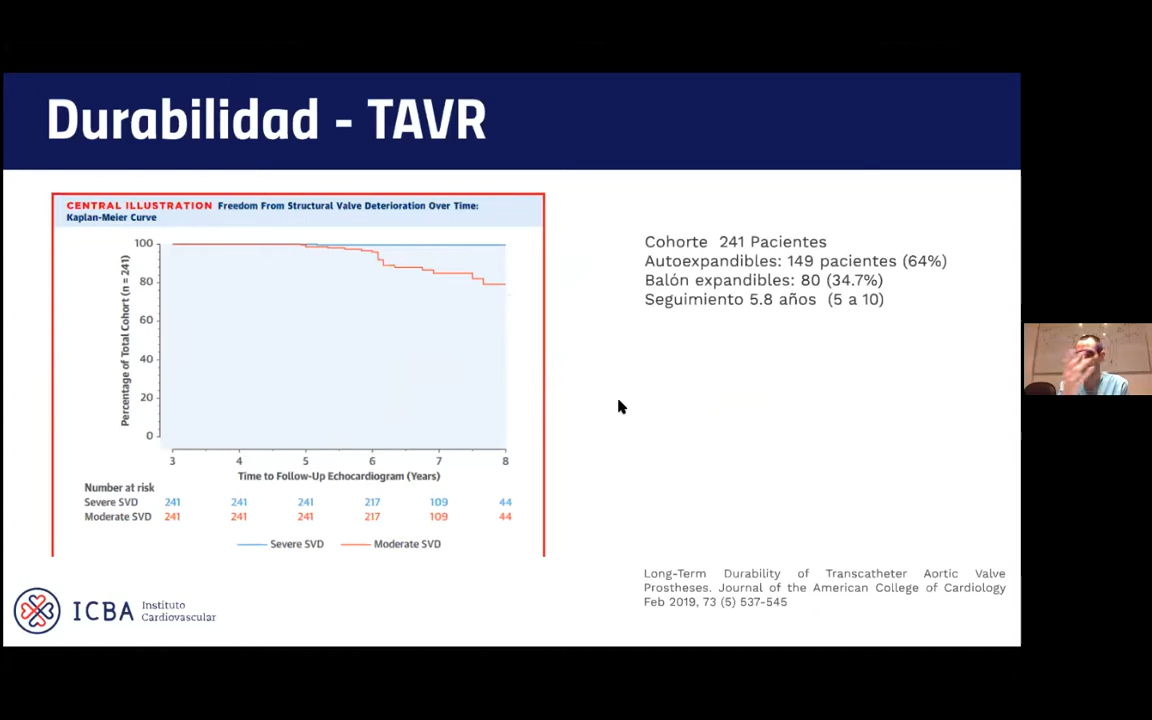 Durabilidad - TAVR
CENTRAL ILLUSTRATION Freedom From Structural Valve Deterioration Over Time:
Kaplan-Meier Curve
Percentage of Total Cohort (n = 241)
100
80
60
40
20
0
3 4 5 6 7 8
Time to Follow-Up Echocardiogram (Years)
Number at risk
Severe SVD 241 241 241 217 109 44
Moderate SVD 241 241 241 217 109 44
Severe SVD Moderate SVD
Cohorte 241 Pacientes
Autoexpandibles: 149 pacientes (64%)
Balón expandibles: 80 (34.7%)
Seguimiento 5.8 años (5 a 10)
Long-Term Durability of Transcatheter Aortic Valve
Prostheses. Journal of the American College of Cardiology
Feb 2019, 73 (5) 537-545
ICBA Instituto
Cardiovascular